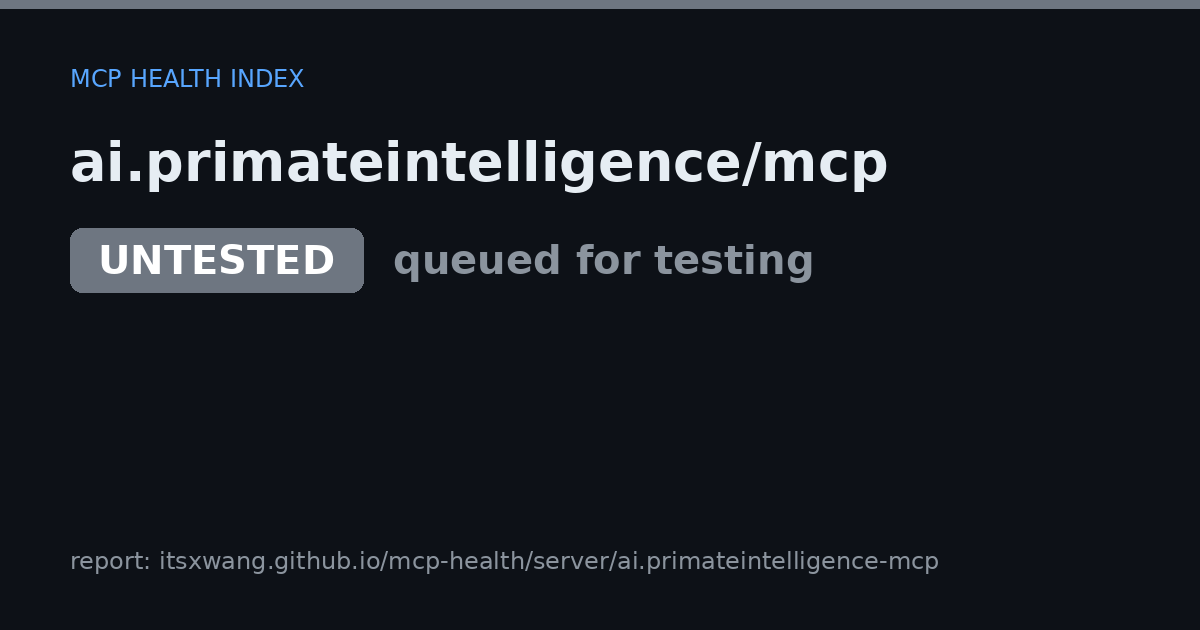 MCP HEALTH INDEX
ai.primateintelligence/mcp
UNTESTED queued for testing
report: itsxwang.github.io/mcp-health/server/ai.primateintelligence-mcp